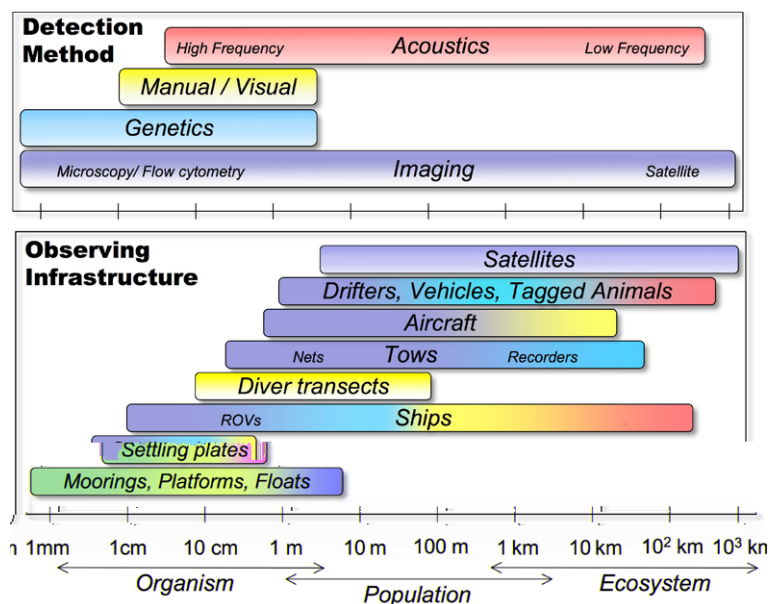 Detection
Method
High Frequency Acoustics Low Frequency
Manual / Visual
Genetics
Microscopy/ Flow cytometry Imaging Satellite
Observing
Infrastructure
Satellites
Drifters, Vehicles, Tagged Animals
Aircraft
Nets Tows Recorders
Diver transects
ROVs Ships
Settling plates
Moorings, Platforms, Floats
1mm 1cm 10 cm 1 m 10 m 100 m 1 km 10 km 10² km 10³ km
Organism Population Ecosystem